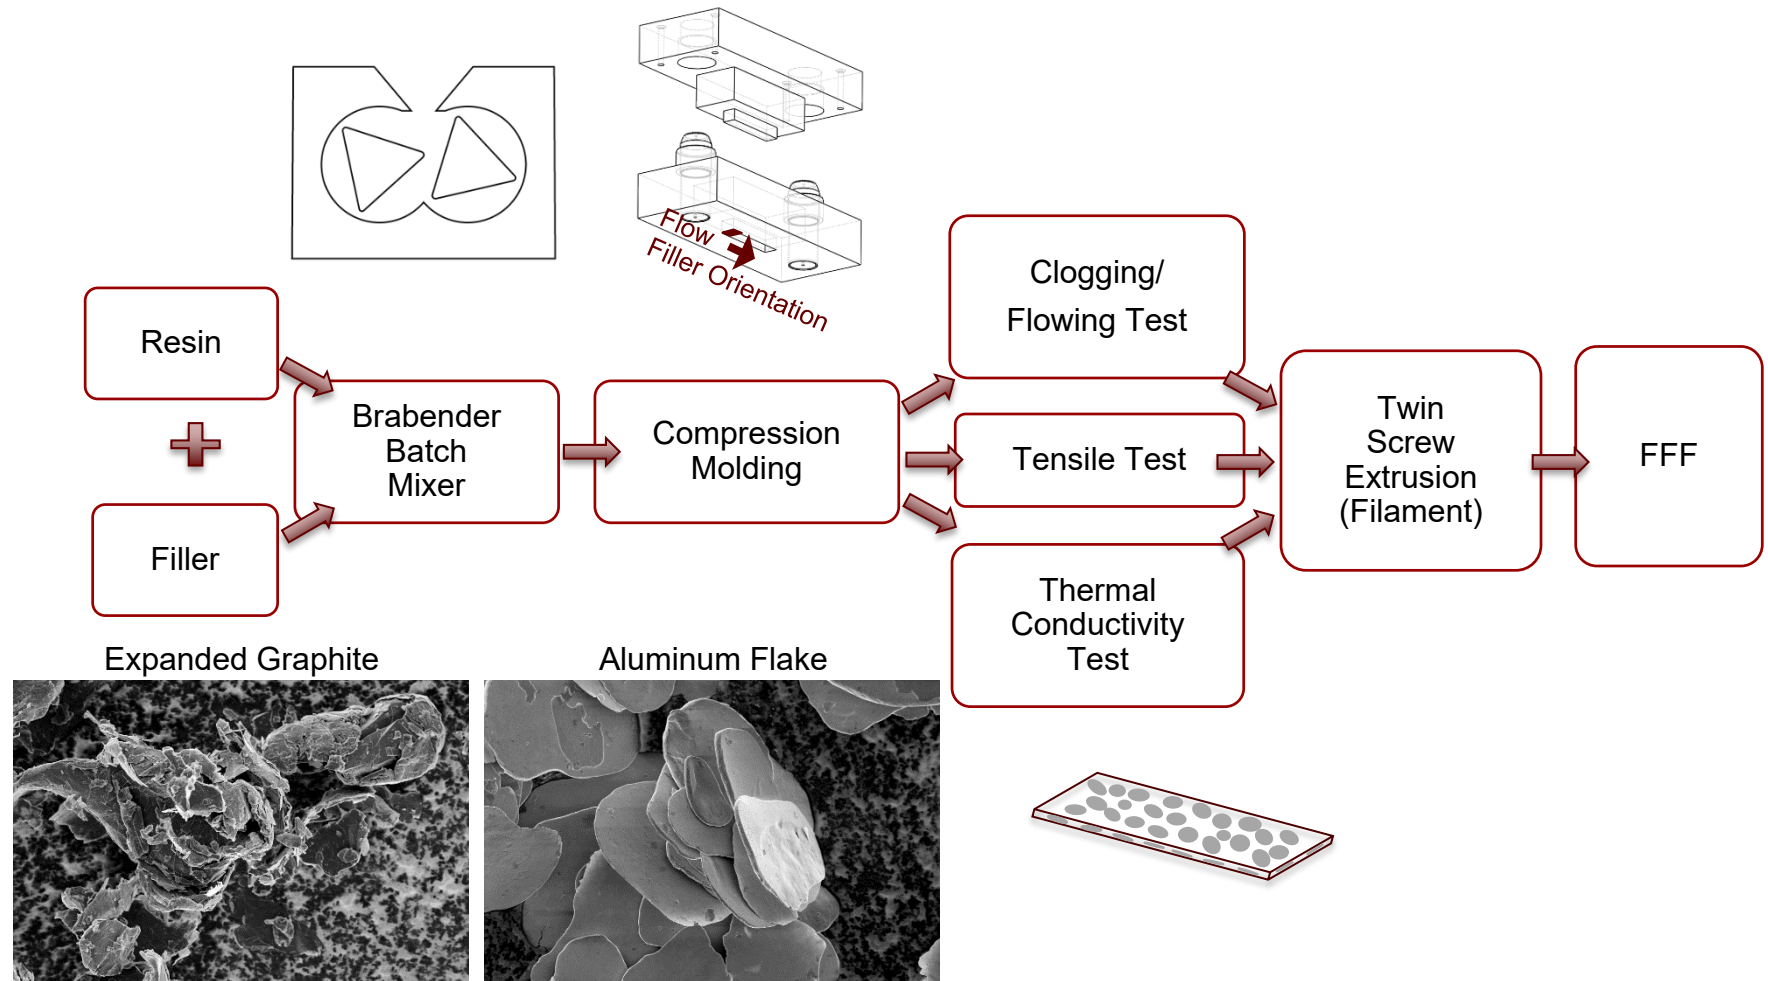 Flow
Filler Orientation
Resin
Filler
Brabender
Batch
Mixer
Compression
Molding
Clogging/
Flowing Test
Tensile Test
Thermal
Conductivity
Test
Twin
Screw
Extrusion
(Filament)
FFF
Expanded Graphite
Aluminum Flake